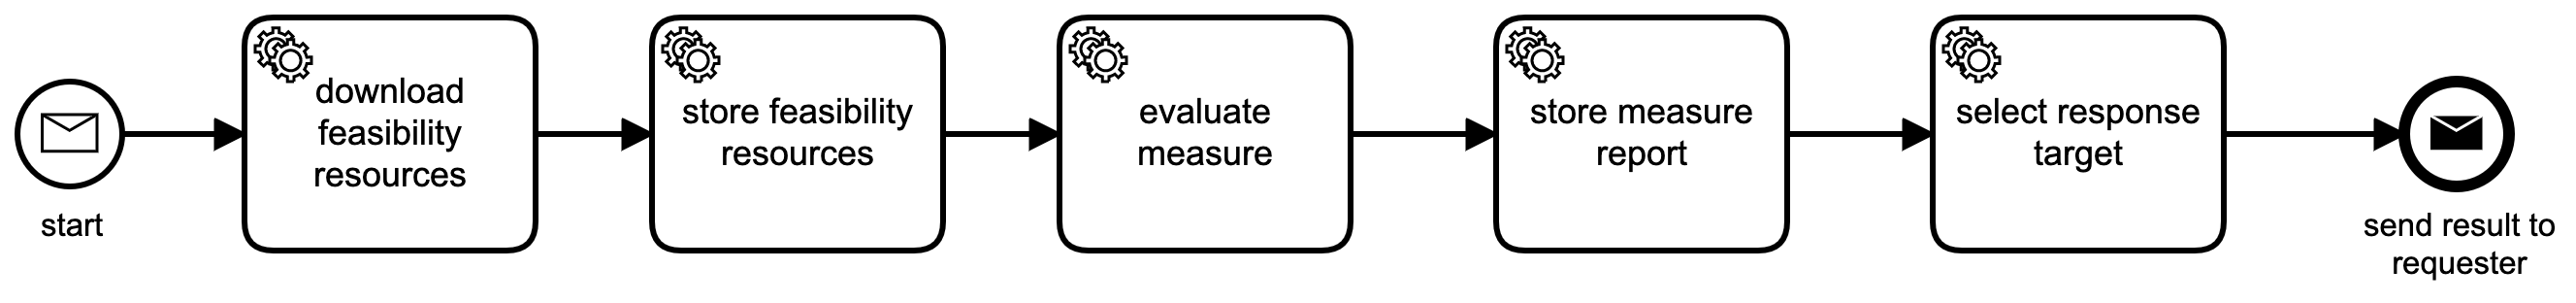 start
download
feasibility
resources
store feasibility
resources
evaluate
measure
store measure
report
select response
target
send result to
requester